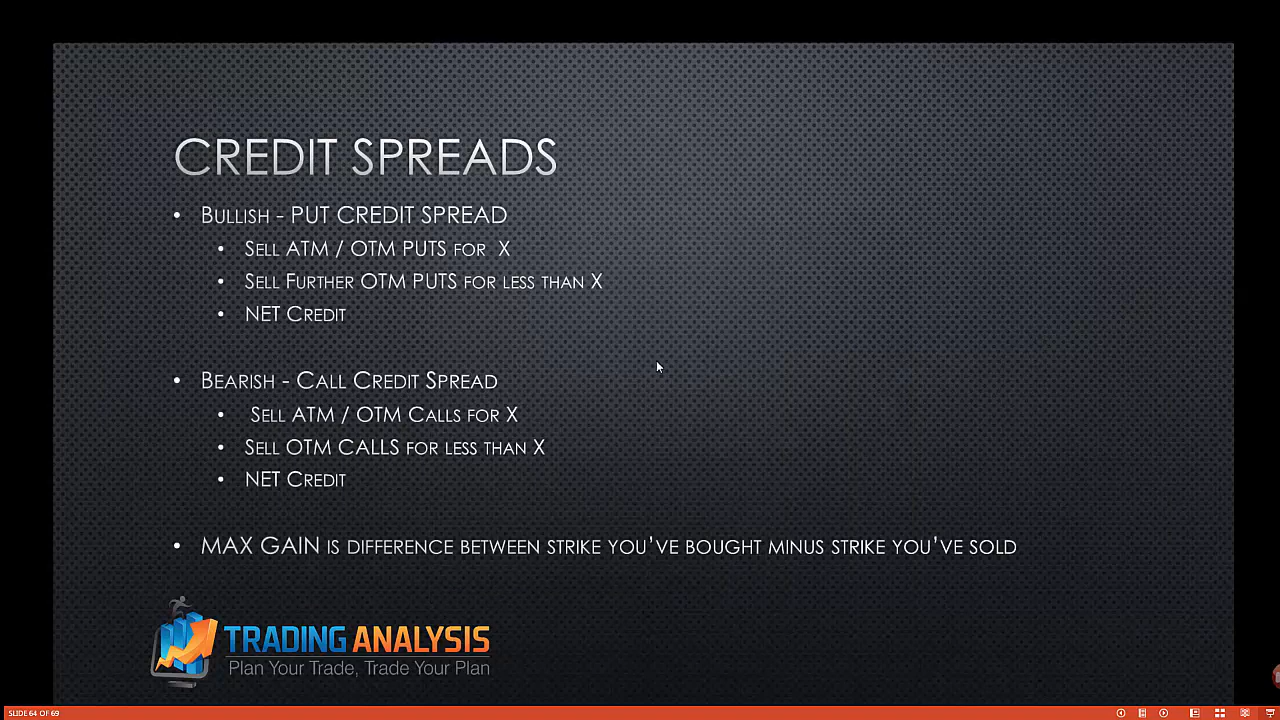 CREDIT SPREADS
• BULLISH - PUT CREDIT SPREAD
• SELL ATM / OTM PUTS FOR X
• SELL FURTHER OTM PUTS FOR LESS THAN X
• NET CREDIT
• BEARISH - CALL CREDIT SPREAD
• SELL ATM / OTM CALLS FOR X
• SELL OTM CALLS FOR LESS THAN X
• NET CREDIT
• MAX GAIN IS DIFFERENCE BETWEEN STRIKE YOU'VE BOUGHT MINUS STRIKE YOU'VE SOLD
TRADING ANALYSIS
Plan Your Trade, Trade Your Plan
SLIDE 64 OF 69